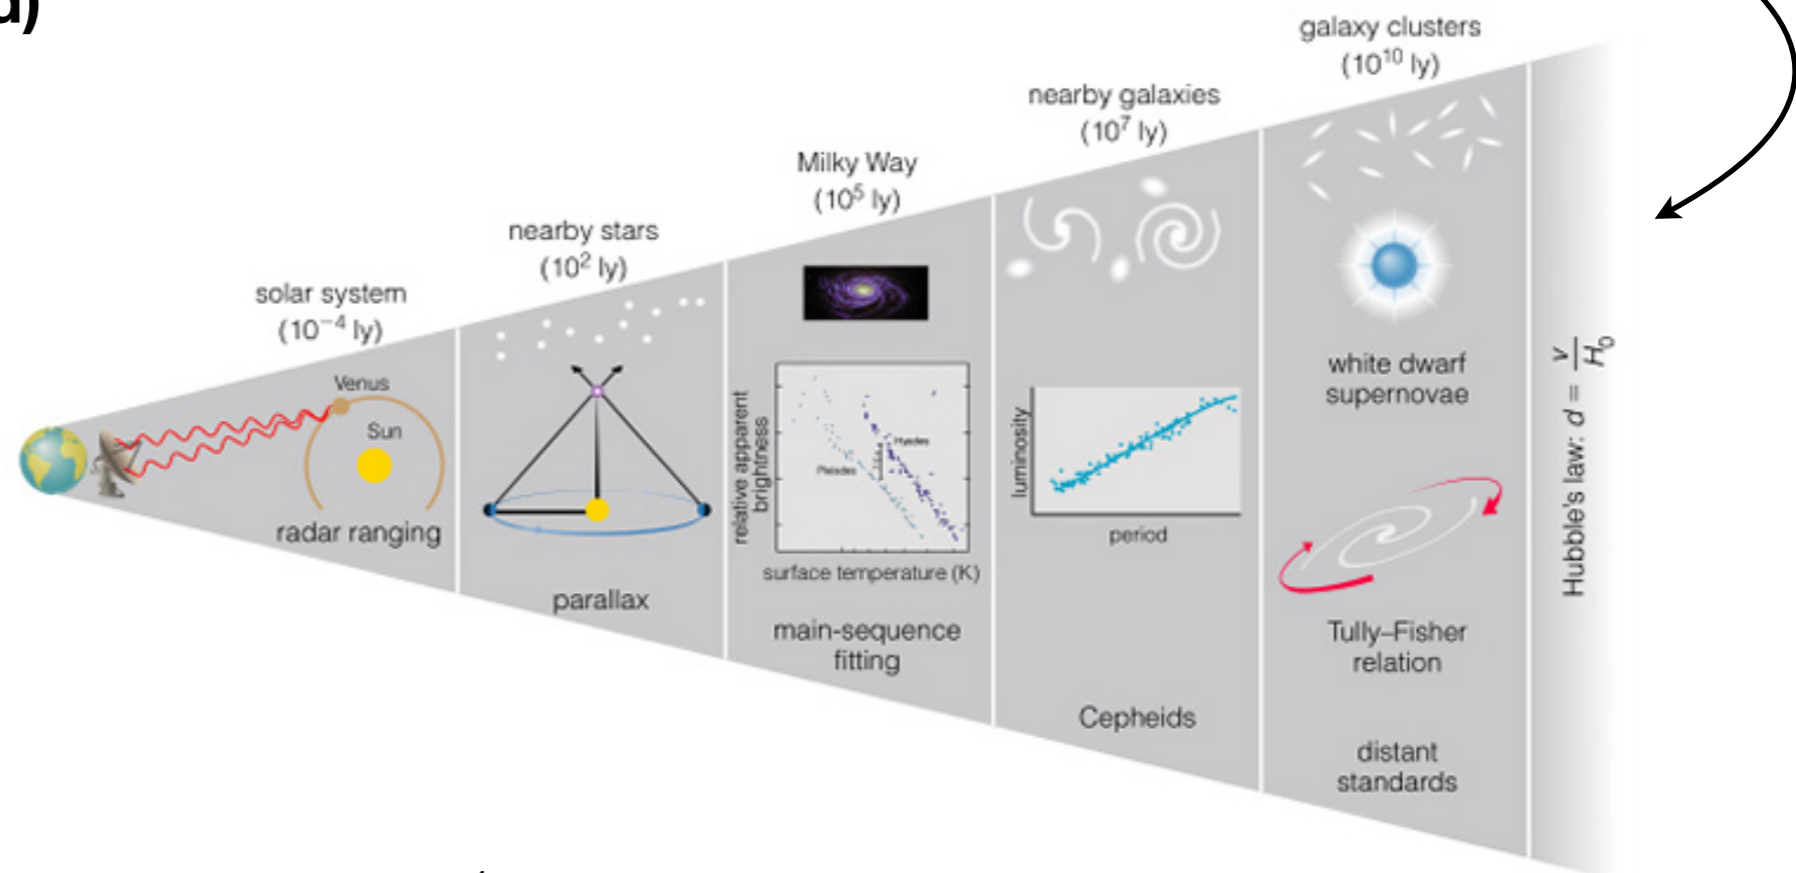 d)
galaxy clusters
(10¹⁰ ly)
nearby galaxies
(10⁷ ly)
Milky Way
(10⁵ ly)
nearby stars
(10² ly)
solar system
(10⁻⁴ ly)
Venus
Sun
radar ranging
parallax
relative apparent
brightness
Hyades
Pleiades
surface temperature (K)
main-sequence
fitting
luminosity
period
Cepheids
white dwarf
supernovae
Tully–Fisher
relation
distant
standards
Hubble's law: d = v/H₀